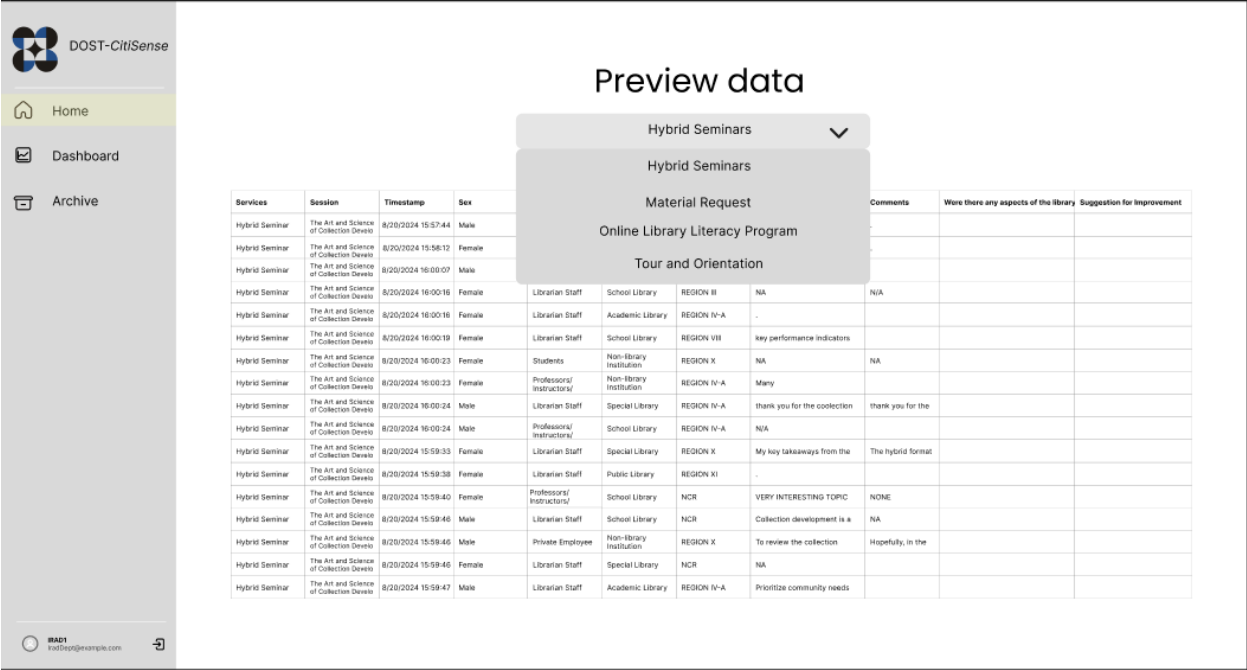 DOST-CitiSense
Home
Dashboard
Archive
IRAD1
IradDept@example.com
Preview data
Hybrid Seminars
Hybrid Seminars
Material Request
Online Library Literacy Program
Tour and Orientation
Services Session Timestamp Sex Comments Were there any aspects of the library Suggestion for Improvement
Hybrid Seminar The Art and Science of Collection Develo 8/20/2024 15:57:44 Male .
Hybrid Seminar The Art and Science of Collection Develo 8/20/2024 15:58:12 Female .
Hybrid Seminar The Art and Science of Collection Develo 8/20/2024 16:00:07 Male
Hybrid Seminar The Art and Science of Collection Develo 8/20/2024 16:00:16 Female Librarian Staff School Library REGION III NA N/A
Hybrid Seminar The Art and Science of Collection Develo 8/20/2024 16:00:16 Female Librarian Staff Academic Library REGION IV-A .
Hybrid Seminar The Art and Science of Collection Develo 8/20/2024 16:00:19 Female Librarian Staff School Library REGION VIII key performance indicators
Hybrid Seminar The Art and Science of Collection Develo 8/20/2024 16:00:23 Female Students Non-library Institution REGION X NA NA
Hybrid Seminar The Art and Science of Collection Develo 8/20/2024 16:00:23 Female Professors/ Instructors/ Non-library Institution REGION IV-A Many
Hybrid Seminar The Art and Science of Collection Develo 8/20/2024 16:00:24 Male Librarian Staff Special Library REGION IV-A thank you for the coolection thank you for the
Hybrid Seminar The Art and Science of Collection Develo 8/20/2024 16:00:24 Male Professors/ Instructors/ School Library REGION IV-A N/A
Hybrid Seminar The Art and Science of Collection Develo 8/20/2024 15:59:33 Female Librarian Staff Special Library REGION X My key takeaways from the The hybrid format
Hybrid Seminar The Art and Science of Collection Develo 8/20/2024 15:59:38 Female Librarian Staff Public Library REGION XI .
Hybrid Seminar The Art and Science of Collection Develo 8/20/2024 15:59:40 Female Professors/ Instructors/ School Library NCR VERY INTERESTING TOPIC NONE
Hybrid Seminar The Art and Science of Collection Develo 8/20/2024 15:59:46 Male Librarian Staff School Library NCR Collection development is a NA
Hybrid Seminar The Art and Science of Collection Develo 8/20/2024 15:59:46 Male Private Employee Non-library Institution REGION X To review the collection Hopefully, in the
Hybrid Seminar The Art and Science of Collection Develo 8/20/2024 15:59:46 Female Librarian Staff Special Library NCR NA
Hybrid Seminar The Art and Science of Collection Develo 8/20/2024 15:59:47 Male Librarian Staff Academic Library REGION IV-A Prioritize community needs